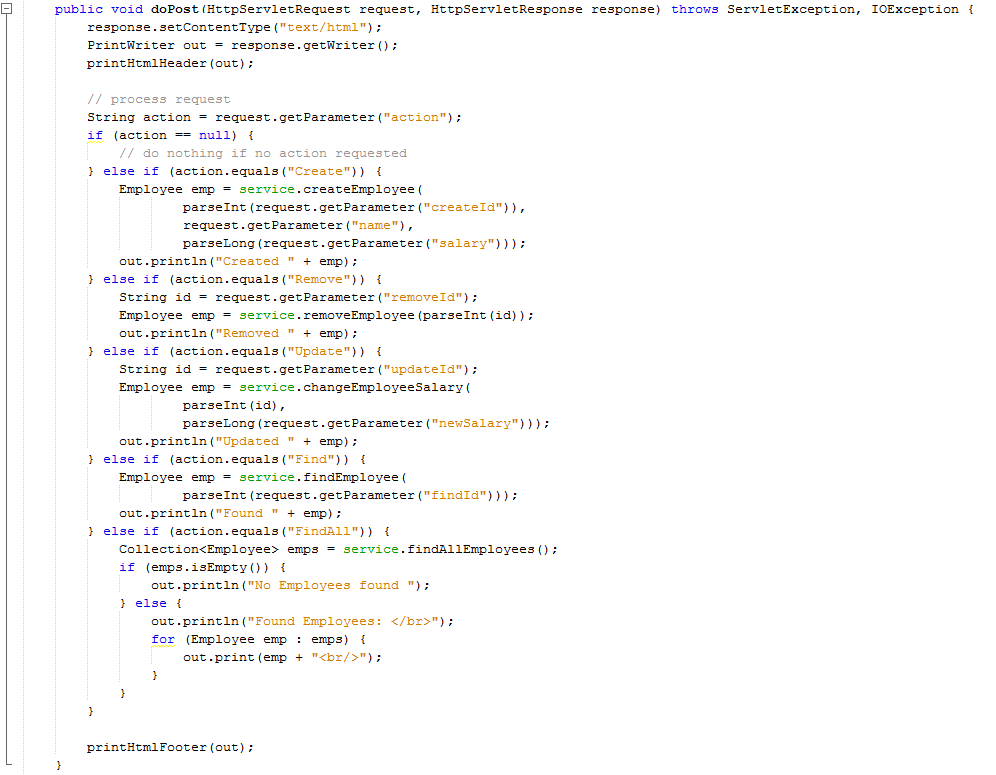 public void doPost(HttpServletRequest request, HttpServletResponse response) throws ServletException, IOException {
    response.setContentType("text/html");
    PrintWriter out = response.getWriter();
    printHtmlHeader(out);

    // process request
    String action = request.getParameter("action");
    if (action == null) {
        // do nothing if no action requested
    } else if (action.equals("Create")) {
        Employee emp = service.createEmployee(
                parseInt(request.getParameter("createId")),
                request.getParameter("name"),
                parseLong(request.getParameter("salary")));
        out.println("Created " + emp);
    } else if (action.equals("Remove")) {
        String id = request.getParameter("removeId");
        Employee emp = service.removeEmployee(parseInt(id));
        out.println("Removed " + emp);
    } else if (action.equals("Update")) {
        String id = request.getParameter("updateId");
        Employee emp = service.changeEmployeeSalary(
                parseInt(id),
                parseLong(request.getParameter("newSalary")));
        out.println("Updated " + emp);
    } else if (action.equals("Find")) {
        Employee emp = service.findEmployee(
                parseInt(request.getParameter("findId")));
        out.println("Found " + emp);
    } else if (action.equals("FindAll")) {
        Collection<Employee> emps = service.findAllEmployees();
        if (emps.isEmpty()) {
            out.println("No Employees found ");
        } else {
            out.println("Found Employees: </br>");
            for (Employee emp : emps) {
                out.print(emp + "<br/>");
            }
        }
    }

    printHtmlFooter(out);
}